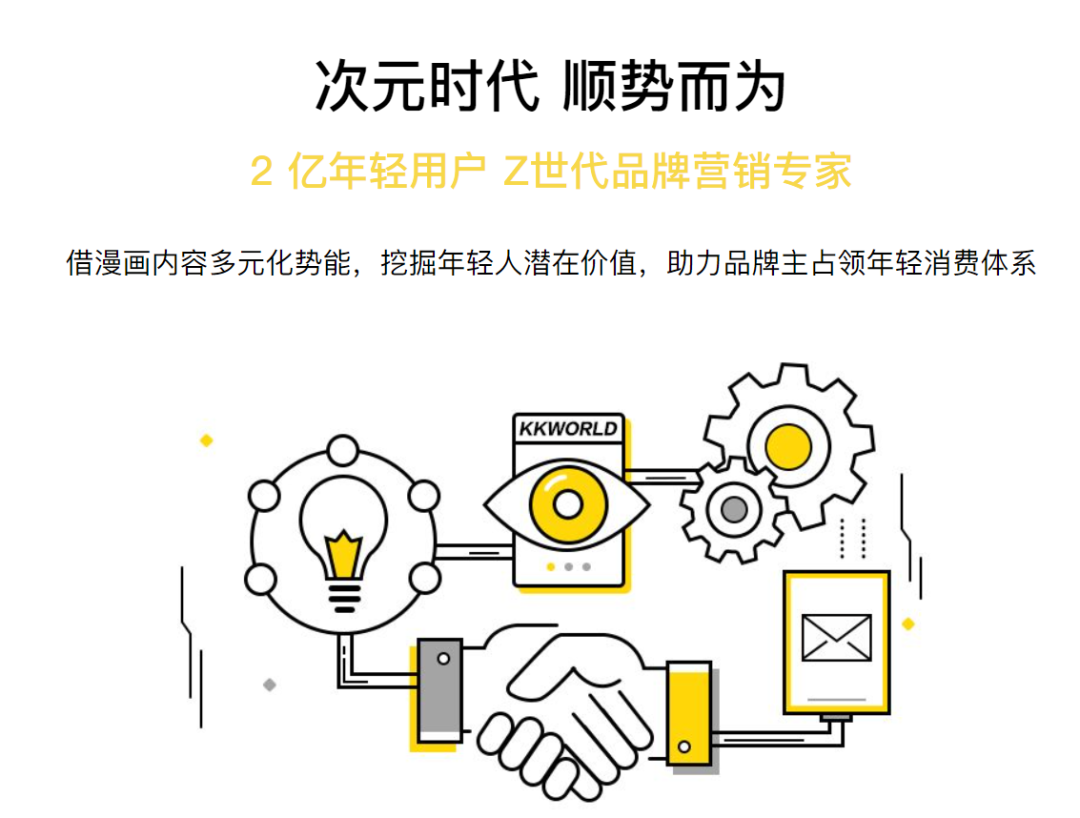 次元时代 顺势而为
2 亿年轻用户 Z世代品牌营销专家
借漫画内容多元化势能，挖掘年轻人潜在价值，助力品牌主占领年轻消费体系
KKWORLD